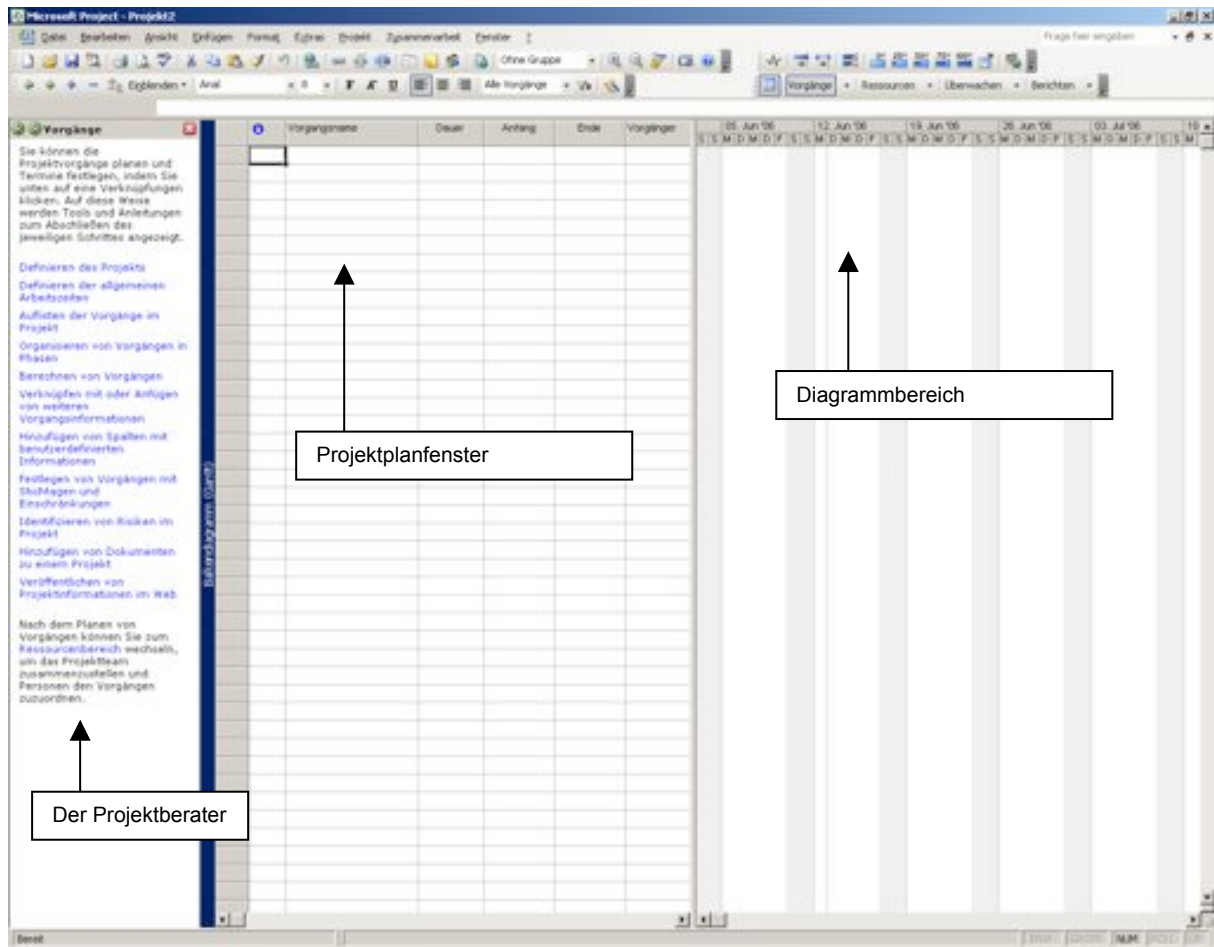 Microsoft Project - Projekt2
Datei Bearbeiten Ansicht Einfügen Format Extras Projekt Zusammenarbeit Fenster ?
Frage hier eingeben
Ohne Gruppe
Einblenden Arial 8 F K U Alle Vorgänge
Vorgänge Ressourcen Überwachen Berichten
Vorgänge
Sie können die
Projektvorgänge planen und
Termine festlegen, indem Sie
unten auf eine Verknüpfungen
klicken. Auf diese Weise
werden Tools und Anleitungen
zum Abschließen des
jeweiligen Schrittes angezeigt.
Definieren des Projekts
Definieren der allgemeinen
Arbeitszeiten
Auflisten der Vorgänge im
Projekt
Organisieren von Vorgängen in
Phasen
Berechnen von Vorgängen
Verknüpfen mit oder Anfügen
von weiteren
Vorgangsinformationen
Hinzufügen von Spalten mit
benutzerdefinierten
Informationen
Festlegen von Vorgängen mit
Stichtagen und
Einschränkungen
Identifizieren von Risiken im
Projekt
Hinzufügen von Dokumenten
zu einem Projekt
Veröffentlichen von
Projektinformationen im Web
Nach dem Planen von
Vorgängen können Sie zum
Ressourcenbereich wechseln,
um das Projektteam
zusammenzustellen und
Personen den Vorgängen
zuzuordnen.
Der Projektberater
Balkendiagramm (Gantt)
Vorgangsname Dauer Anfang Ende Vorgänger
Projektplanfenster
05. Jun '06 12. Jun '06 19. Jun '06 26. Jun '06 03. Jul '06 10
S S M D M D F S S M D M D F S S M D M D F S S M D M D F S S M D M D F S S M
Diagrammbereich
Bereit
NUM